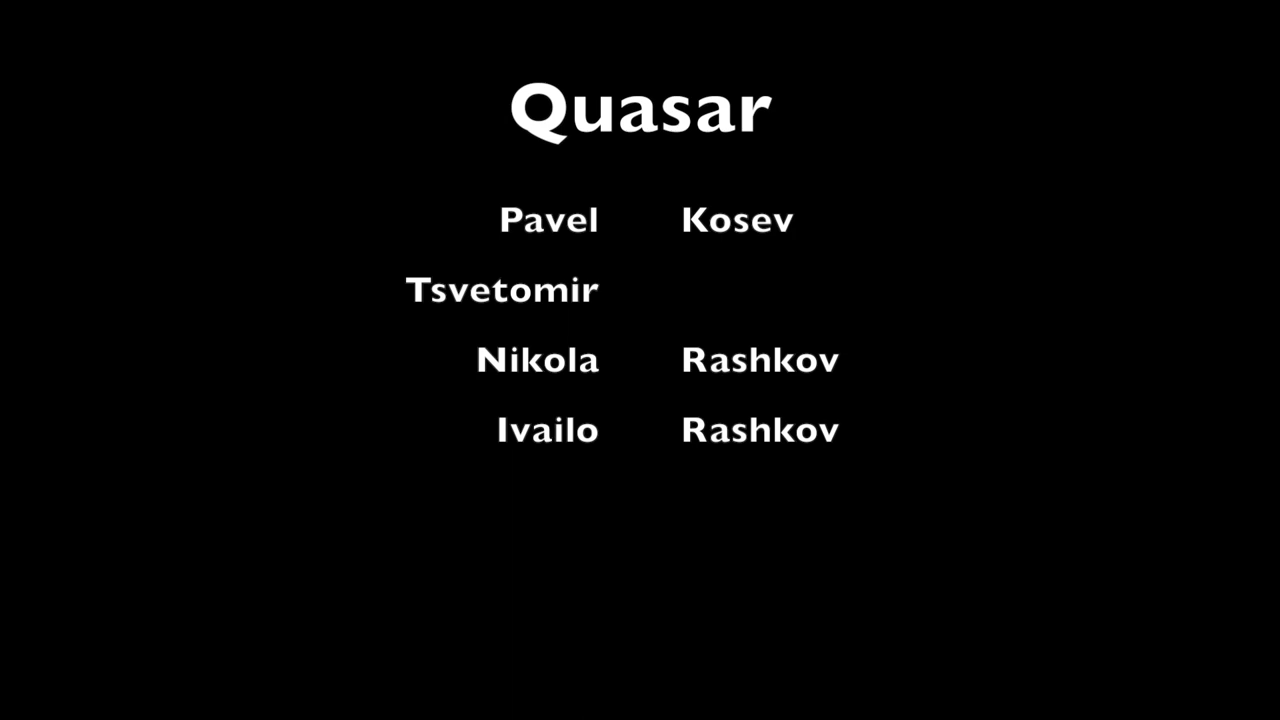 Quasar
Pavel Kosev
Tsvetomir
Nikola Rashkov
Ivailo Rashkov